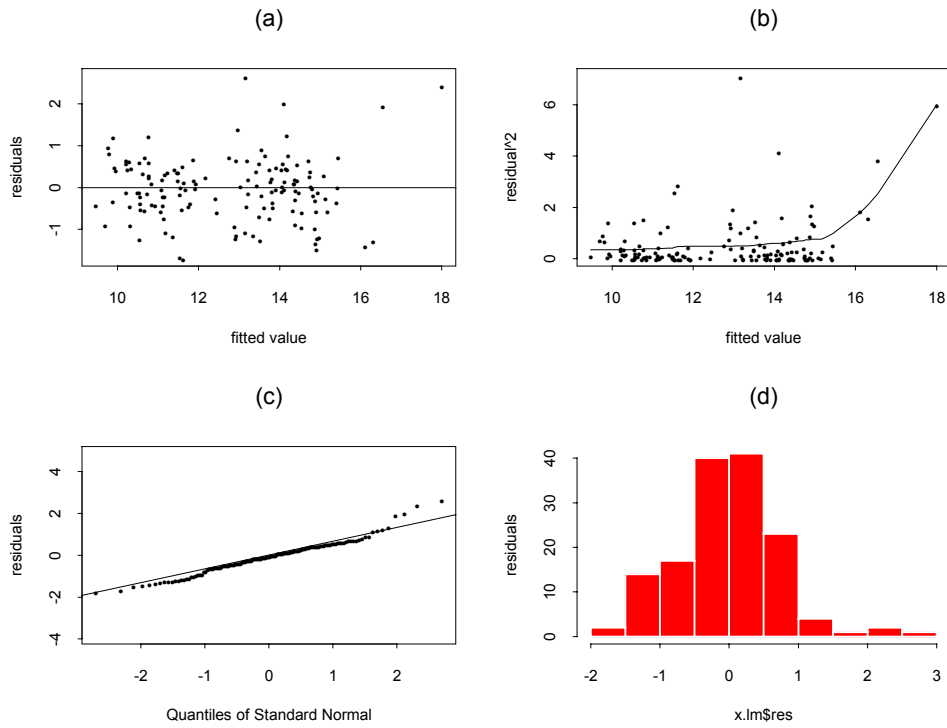 (a)
residuals
2
1
0
-1
10 12 14 16 18
fitted value
(b)
residual^2
6
4
2
0
10 12 14 16 18
fitted value
(c)
residuals
4
2
0
-2
-4
-2 -1 0 1 2
Quantiles of Standard Normal
(d)
residuals
40
30
20
10
0
-2 -1 0 1 2 3
x.lm$res